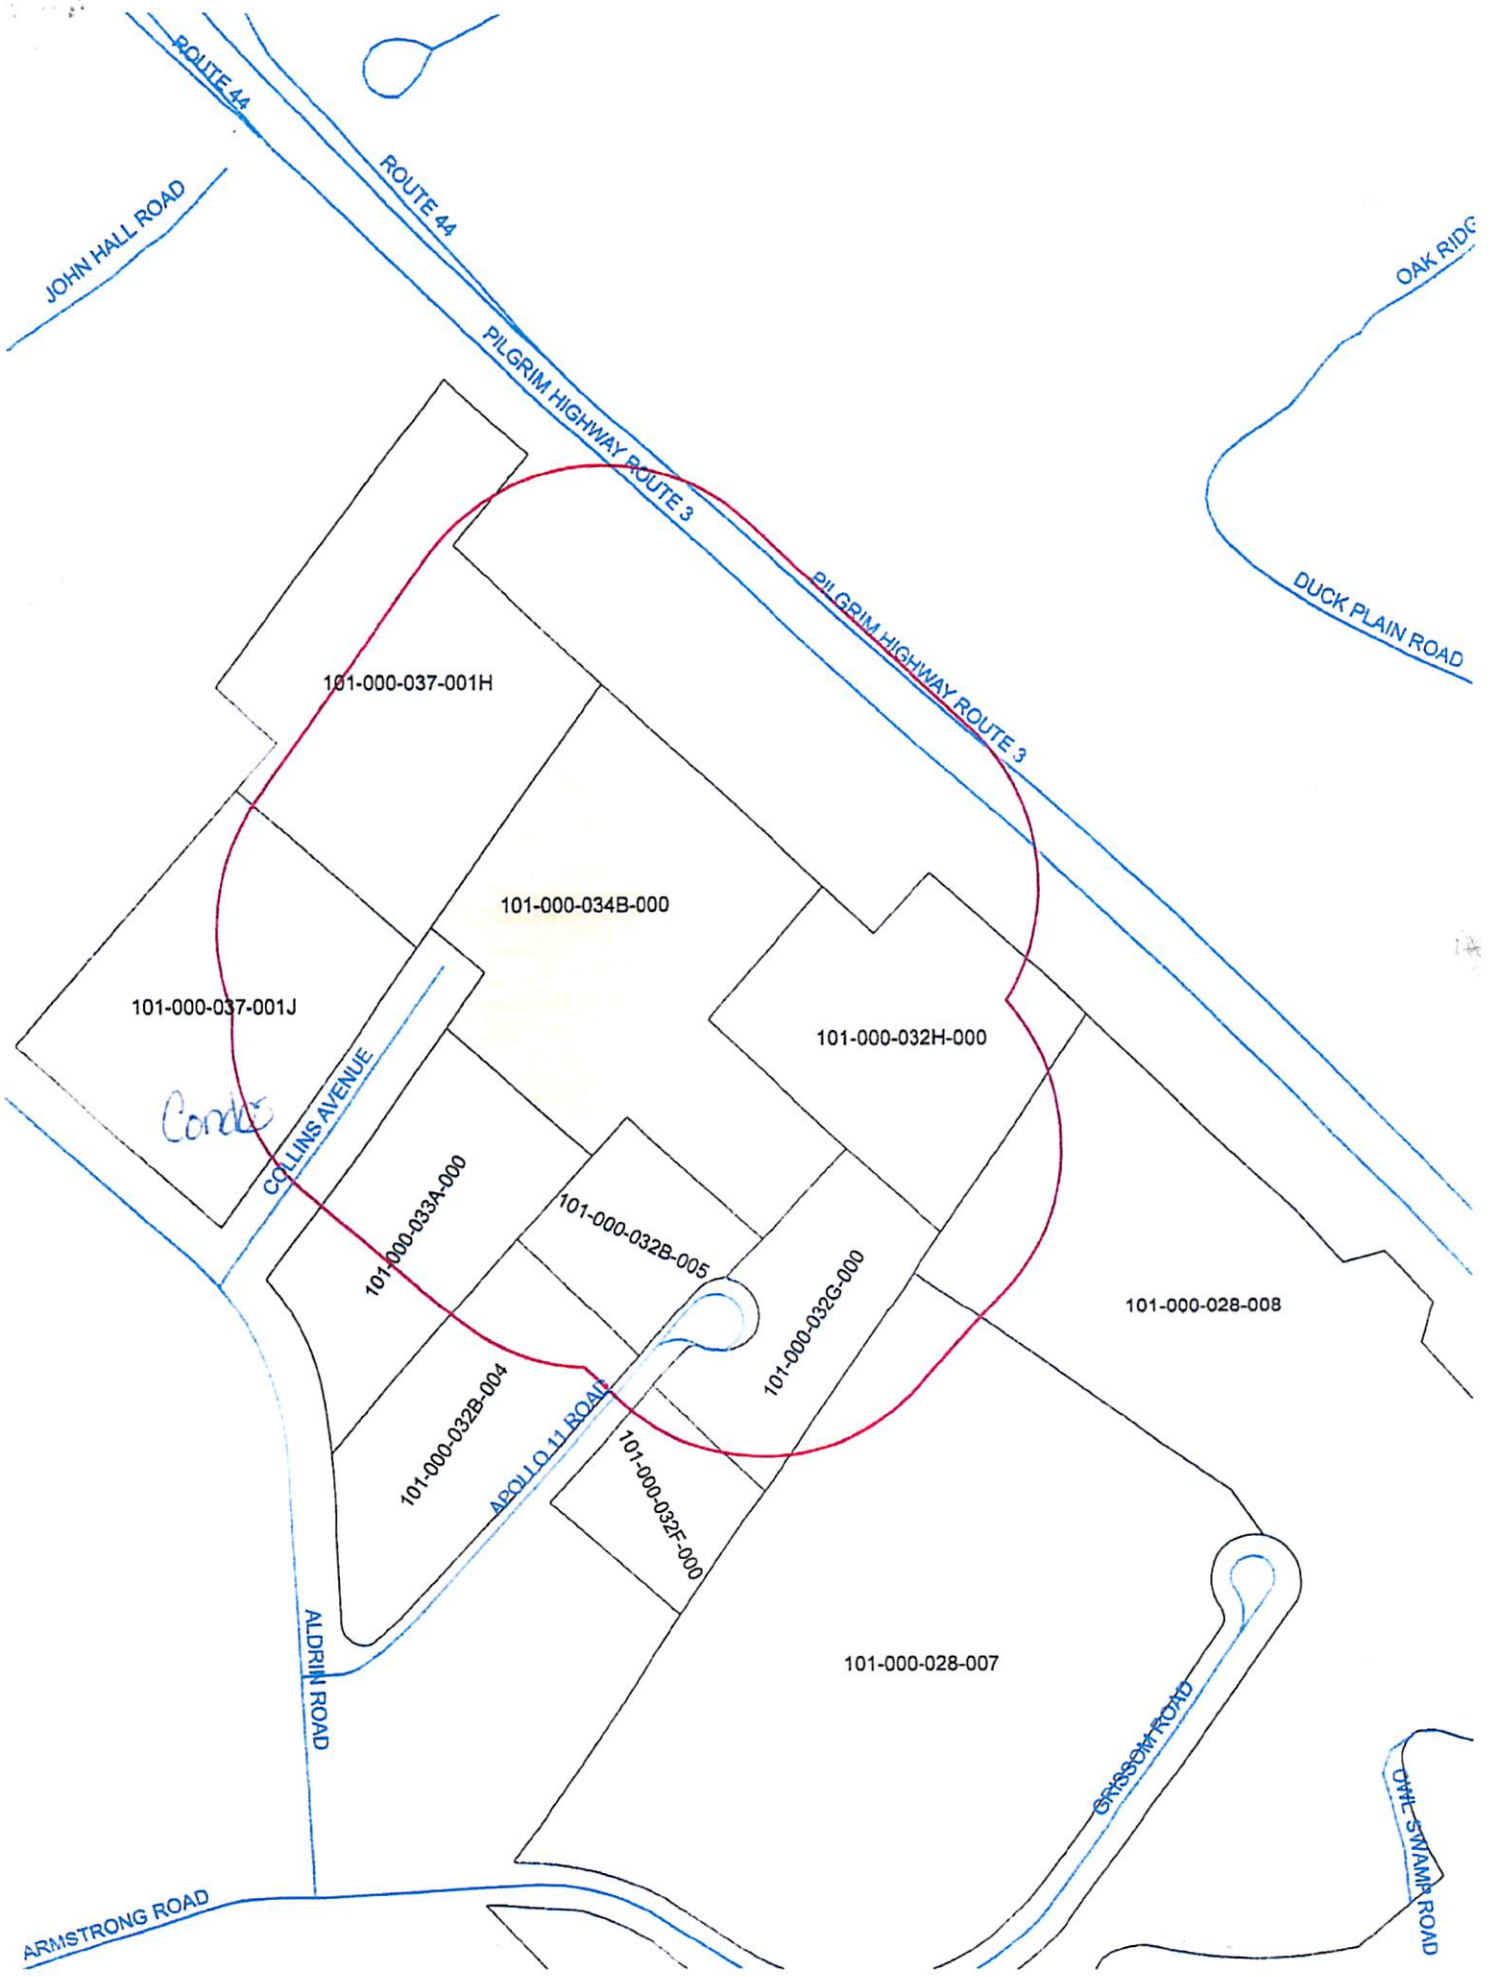 ROUTE 44
ROUTE 44
JOHN HALL ROAD
OAK RIDG
PILGRIM HIGHWAY ROUTE 3
PILGRIM HIGHWAY ROUTE 3
DUCK PLAIN ROAD
101-000-037-001H
101-000-034B-000
101-000-037-001J
101-000-032H-000
Condos
COLLINS AVENUE
101-000-033A-000
101-000-032B-005
101-000-032G-000
101-000-028-008
101-000-032B-004
APOLLO 11 ROAD
101-000-032F-000
ALDRIN ROAD
101-000-028-007
GRISSOM ROAD
OWL SWAMP ROAD
ARMSTRONG ROAD